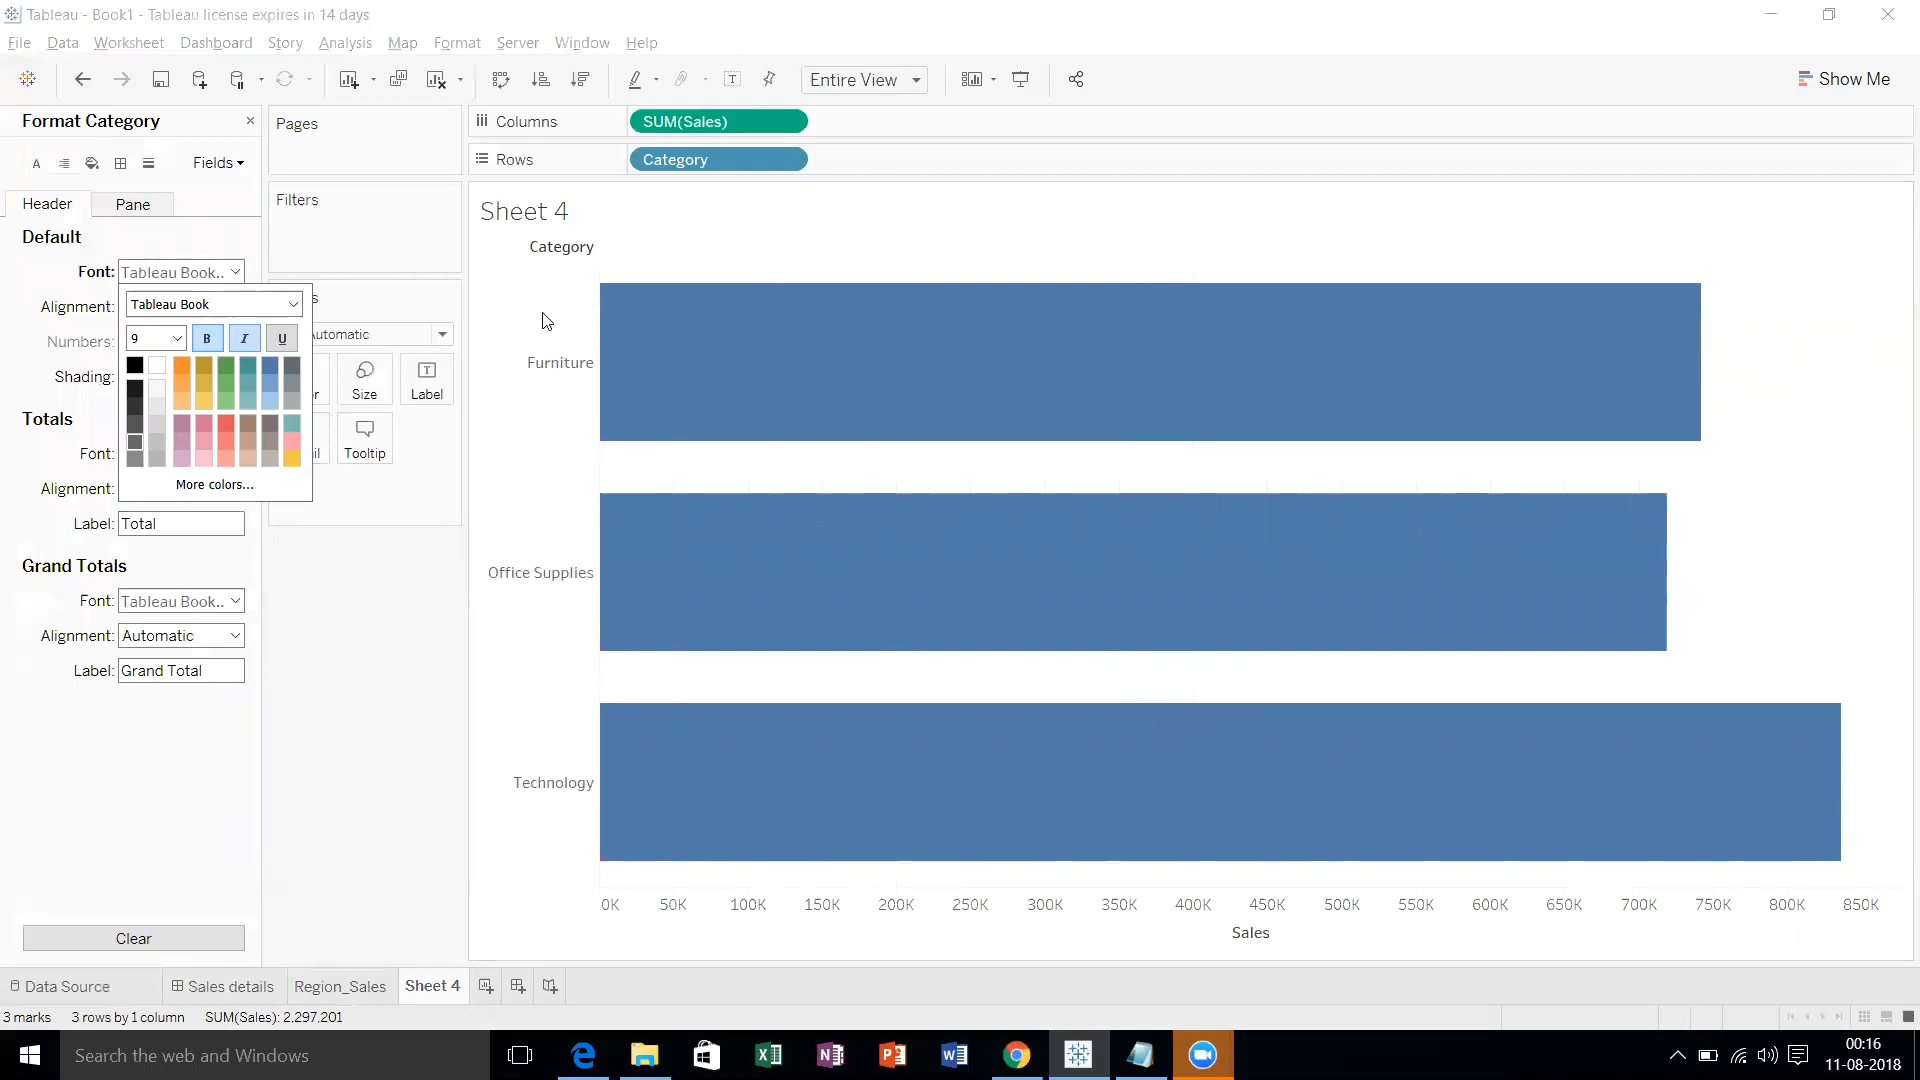 Tableau - Book1 - Tableau license expires in 14 days
File Data Worksheet Dashboard Story Analysis Map Format Server Window Help
Entire View
Show Me
Format Category
Fields
Header Pane
Default
Font: Tableau Book..
Alignment:
Numbers:
Shading:
Tableau Book
9 B I U
More colors...
Totals
Font:
Alignment:
Label: Total
Grand Totals
Font: Tableau Book..
Alignment: Automatic
Label: Grand Total
Clear
Pages
Filters
Size Label
Tooltip
Columns SUM(Sales)
Rows Category
Sheet 4
Category
Furniture
Office Supplies
Technology
0K 50K 100K 150K 200K 250K 300K 350K 400K 450K 500K 550K 600K 650K 700K 750K 800K 850K
Sales
Data Source Sales details Region_Sales Sheet 4
3 marks 3 rows by 1 column SUM(Sales): 2,297,201
Search the web and Windows
00:16
11-08-2018